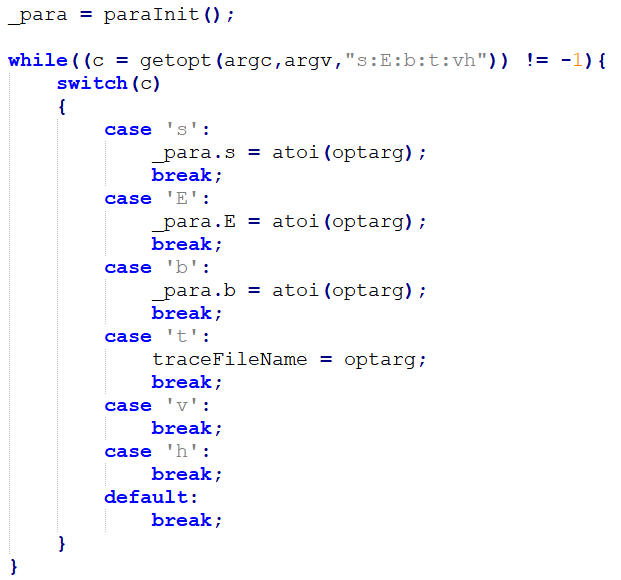 _para = paraInit();
while((c = getopt(argc,argv,"s:E:b:t:vh")) != -1){
    switch(c)
    {
        case 's':
            _para.s = atoi(optarg);
            break;
        case 'E':
            _para.E = atoi(optarg);
            break;
        case 'b':
            _para.b = atoi(optarg);
            break;
        case 't':
            traceFileName = optarg;
            break;
        case 'v':
            break;
        case 'h':
            break;
        default:
            break;
    }
}